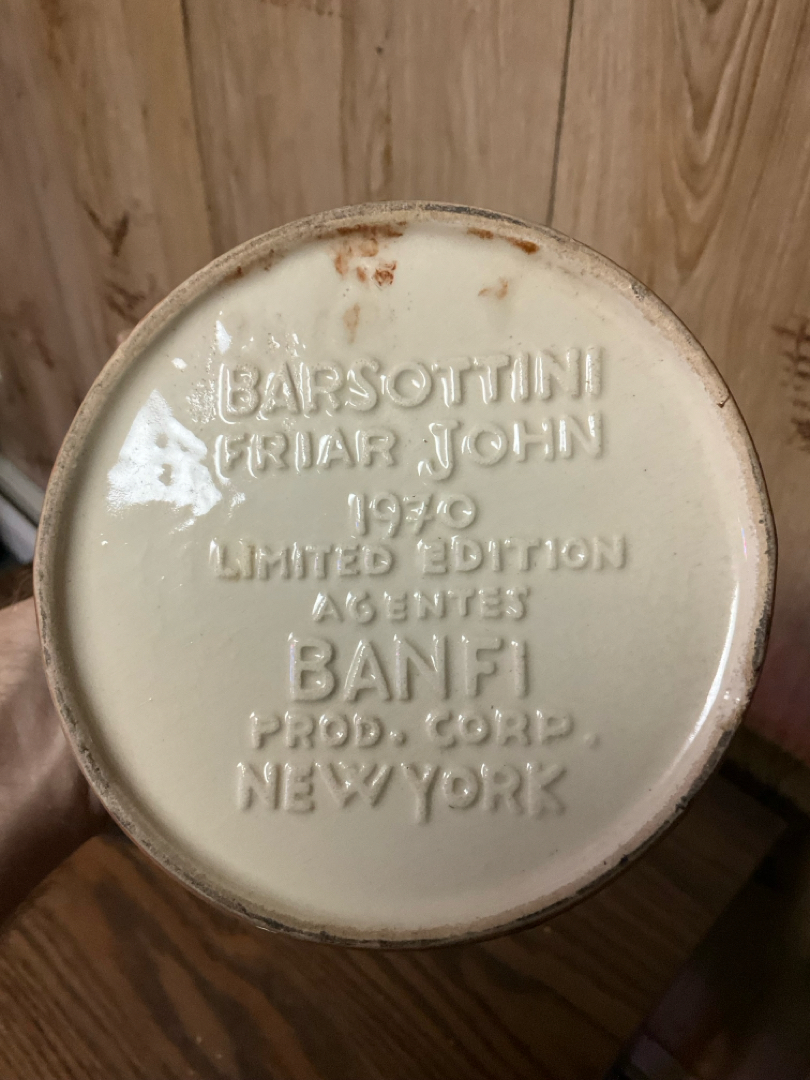 BARSOTTINI
FRIAR JOHN
1970
LIMITED EDITION
AGENTES
BANFI
PROD. CORP.
NEW YORK